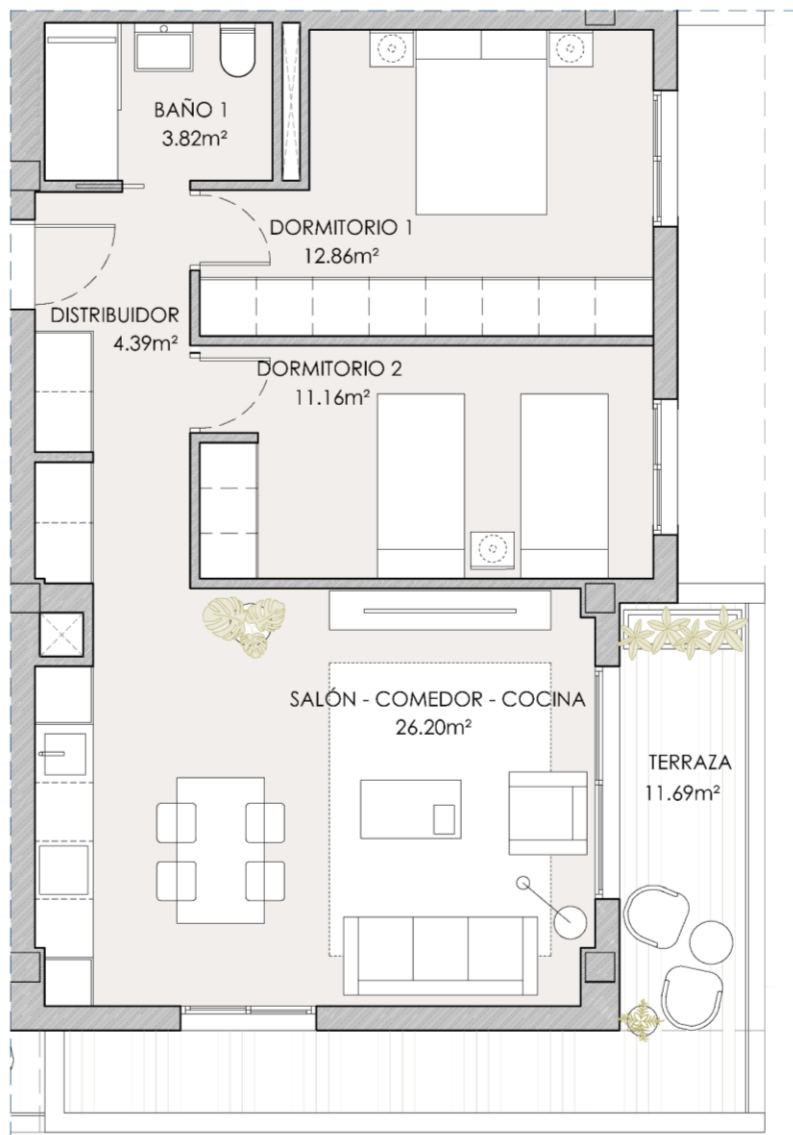 BAÑO 1
3.82m²
DORMITORIO 1
12.86m²
DISTRIBUIDOR
4.39m²
DORMITORIO 2
11.16m²
SALÓN - COMEDOR - COCINA
26.20m²
TERRAZA
11.69m²